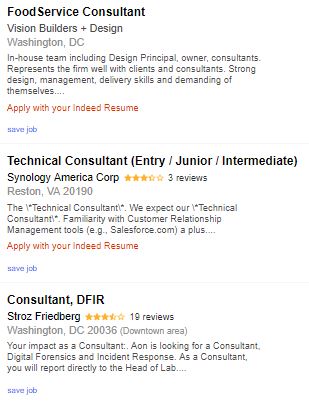 FoodService Consultant
Vision Builders + Design
Washington, DC
In-house team including Design Principal, owner, consultants.
Represents the firm well with clients and consultants. Strong
design, management, delivery skills and demanding of
themselves....
Apply with your Indeed Resume
save job
Technical Consultant (Entry / Junior / Intermediate)
Synology America Corp 3 reviews
Reston, VA 20190
The \*Technical Consultant\*. We expect our \*Technical
Consultant\*. Familiarity with Customer Relationship
Management tools (e.g., Salesforce.com) a plus....
Apply with your Indeed Resume
save job
Consultant, DFIR
Stroz Friedberg 19 reviews
Washington, DC 20036 (Downtown area)
Your impact as a Consultant:. Aon is looking for a Consultant,
Digital Forensics and Incident Response. As a Consultant,
you will report directly to the Head of Lab....
save job